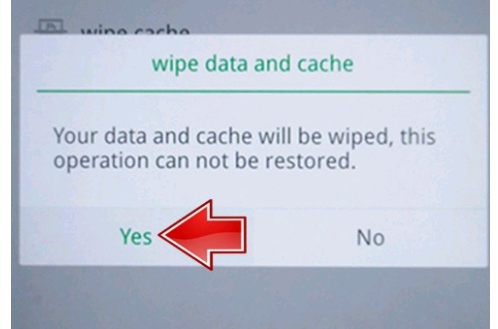 wipe cache
wipe data and cache
Your data and cache will be wiped, this
operation can not be restored.
Yes
No